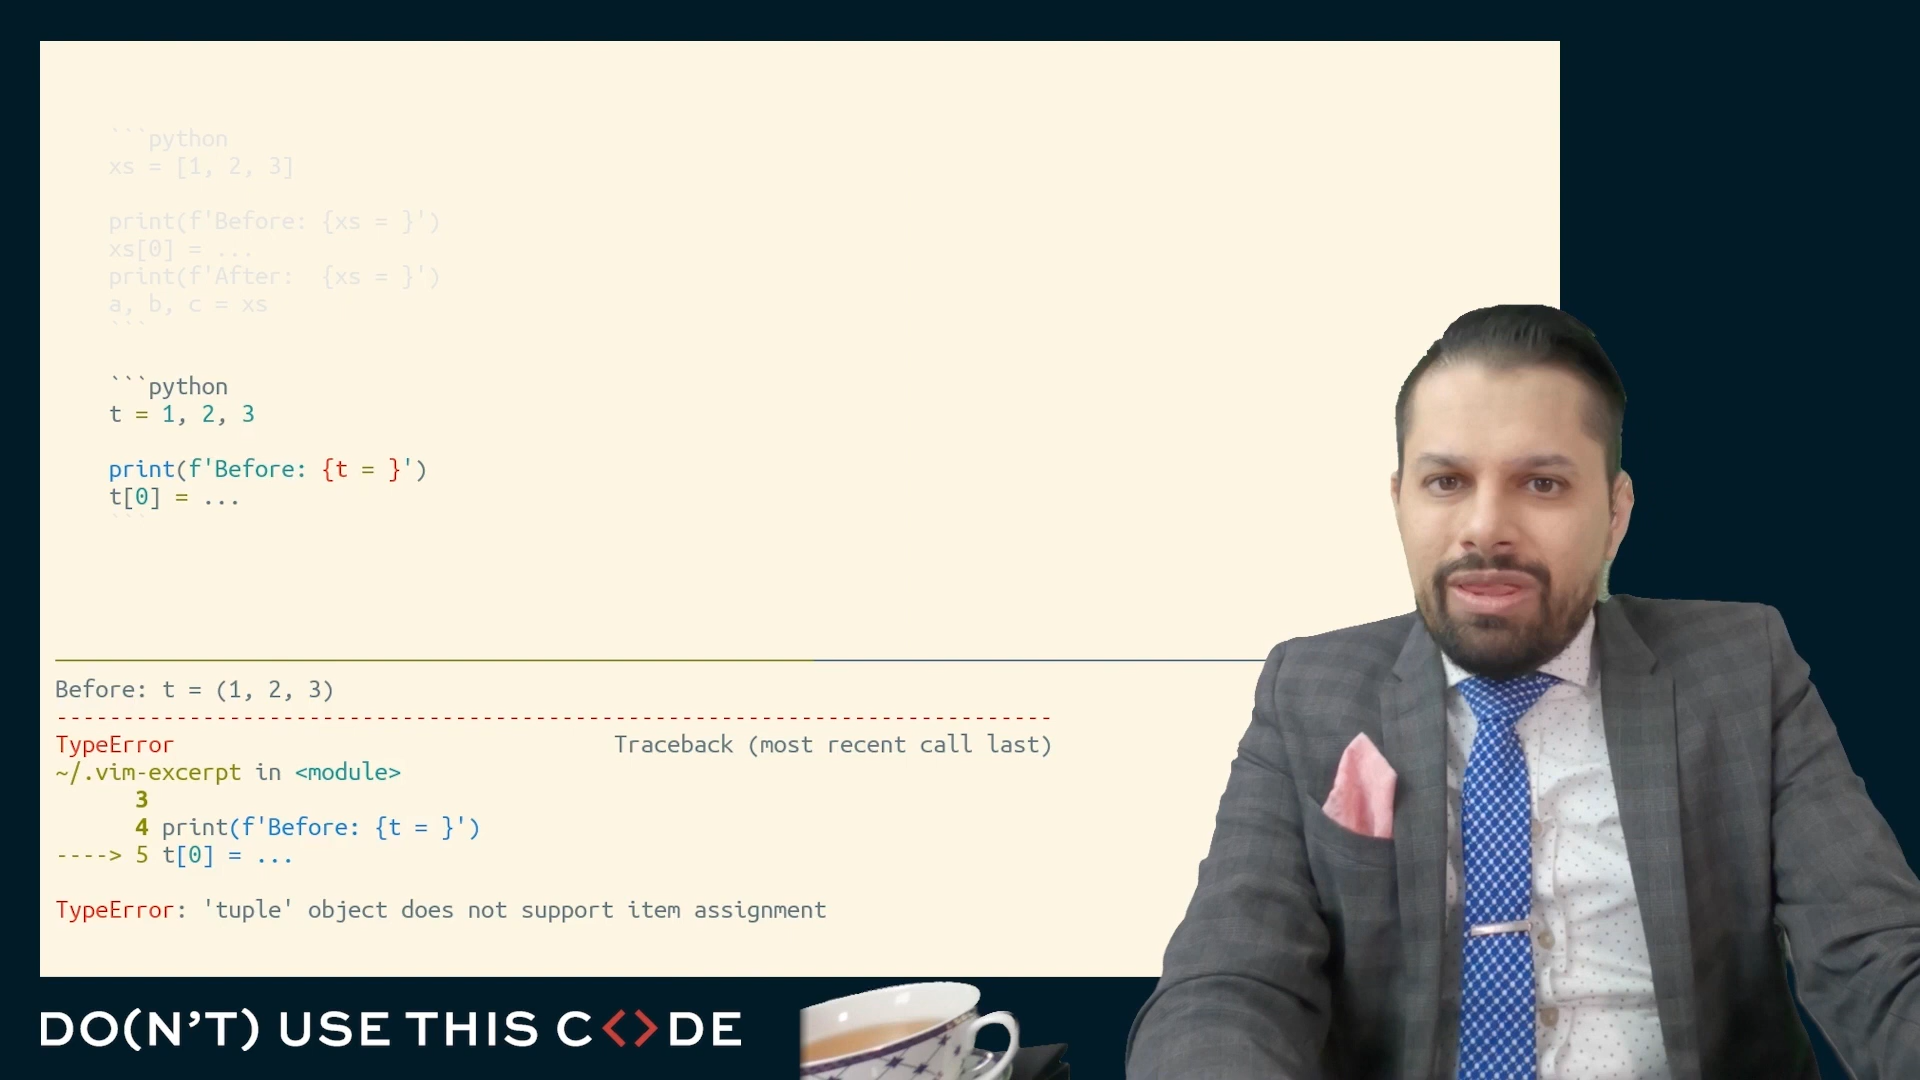 ```python
xs = [1, 2, 3]
print(f'Before: {xs = }')
xs[0] = ...
print(f'After:  {xs = }')
a, b, c = xs
```
```python
t = 1, 2, 3
print(f'Before: {t = }')
t[0] = ...
```
Before: t = (1, 2, 3)
---------------------------------------------------------------------------
TypeError                                 Traceback (most recent call last)
~/.vim-excerpt in <module>
      3
      4 print(f'Before: {t = }')
----> 5 t[0] = ...
TypeError: 'tuple' object does not support item assignment
DO(N’T) USE THIS C<>DE